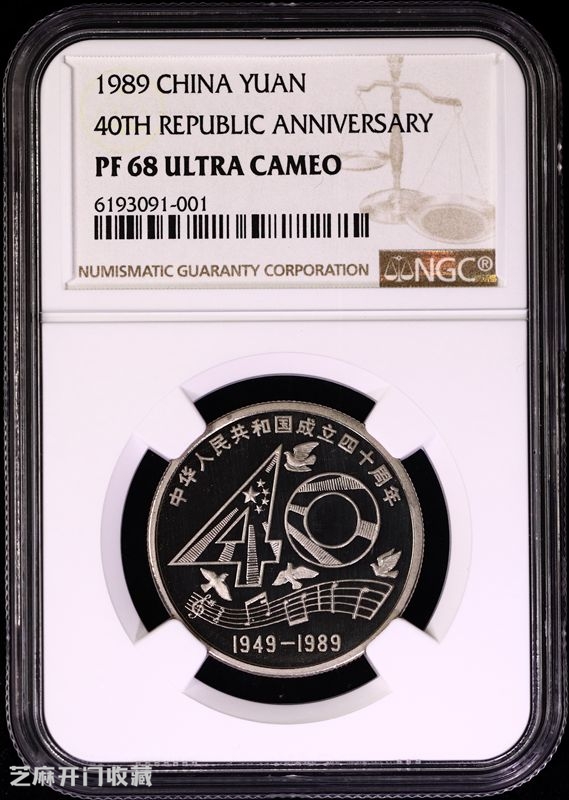 1989 CHINA YUAN
40TH REPUBLIC ANNIVERSARY
PF 68 ULTRA CAMEO
6193091-001
NUMISMATIC GUARANTY CORPORATION
NGC®
中华人民共和国成立四十周年
40
1949-1989
芝麻开门收藏